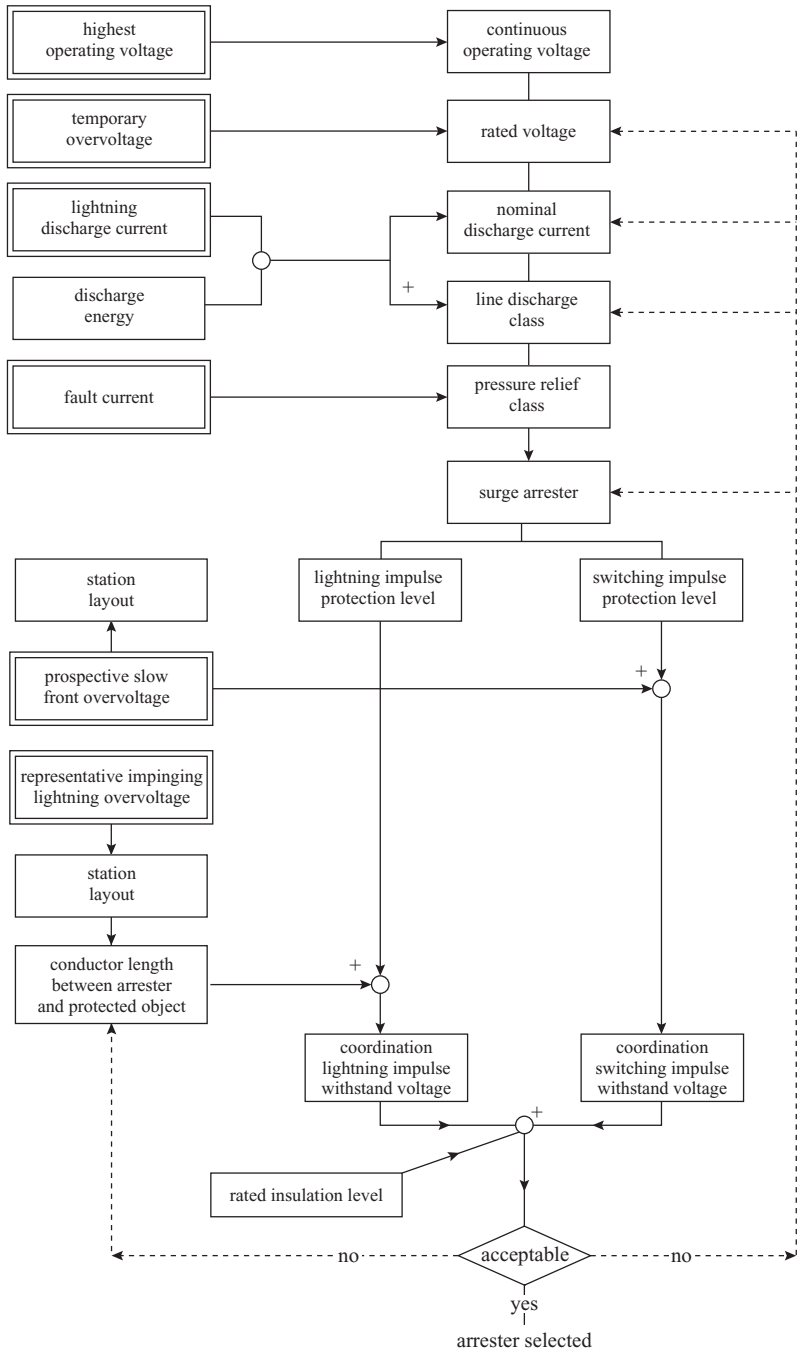 highest
operating voltage
continuous
operating voltage
temporary
overvoltage
rated voltage
lightning
discharge current
nominal
discharge current
discharge
energy
+
line discharge
class
fault current
pressure relief
class
surge arrester
station
layout
lightning impulse
protection level
switching impulse
protection level
prospective slow
front overvoltage
+
representative impinging
lightning overvoltage
station
layout
conductor length
between arrester
and protected object
+
coordination
lightning impulse
withstand voltage
coordination
switching impulse
withstand voltage
+
rated insulation level
no
acceptable
no
yes
arrester selected